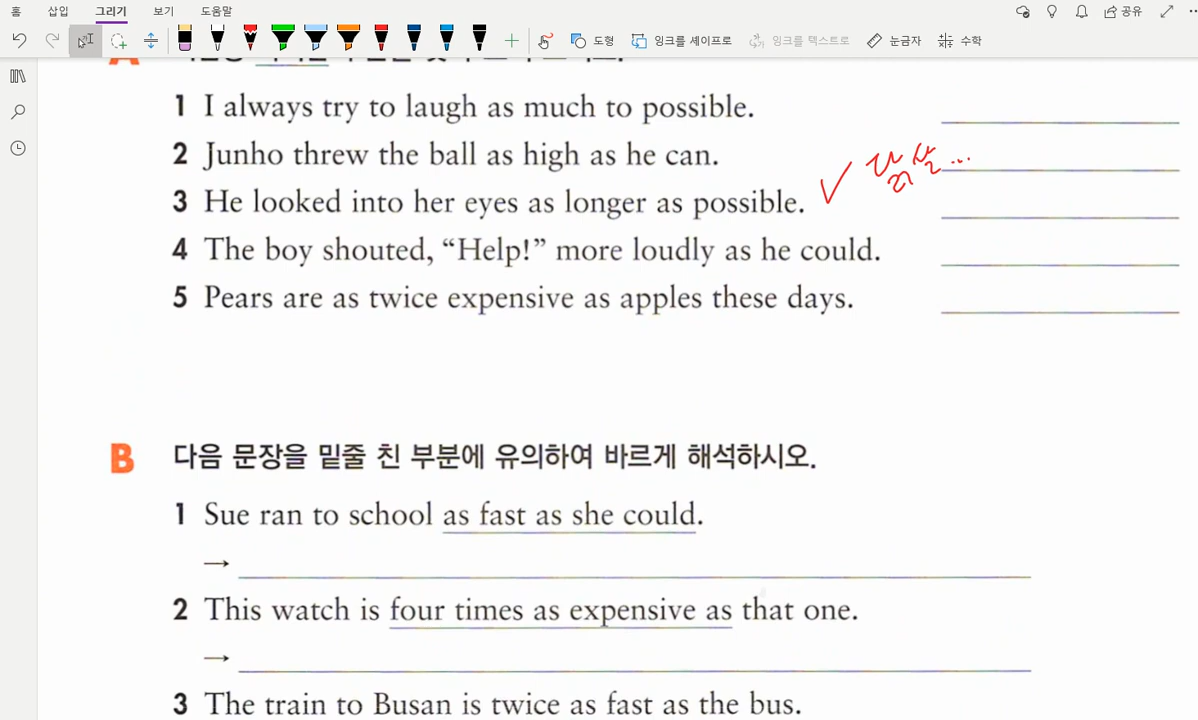 홈 삽입 그리기 보기 도움말
공유
도형 잉크를 셰이프로 잉크를 텍스트로 눈금자 수학
A
1 I always try to laugh as much to possible.
2 Junho threw the ball as high as he can.
3 He looked into her eyes as longer as possible.
4 The boy shouted, “Help!” more loudly as he could.
5 Pears are as twice expensive as apples these days.
B 다음 문장을 밑줄 친 부분에 유의하여 바르게 해석하시오.
1 Sue ran to school as fast as she could.
→
2 This watch is four times as expensive as that one.
→
3 The train to Busan is twice as fast as the bus.